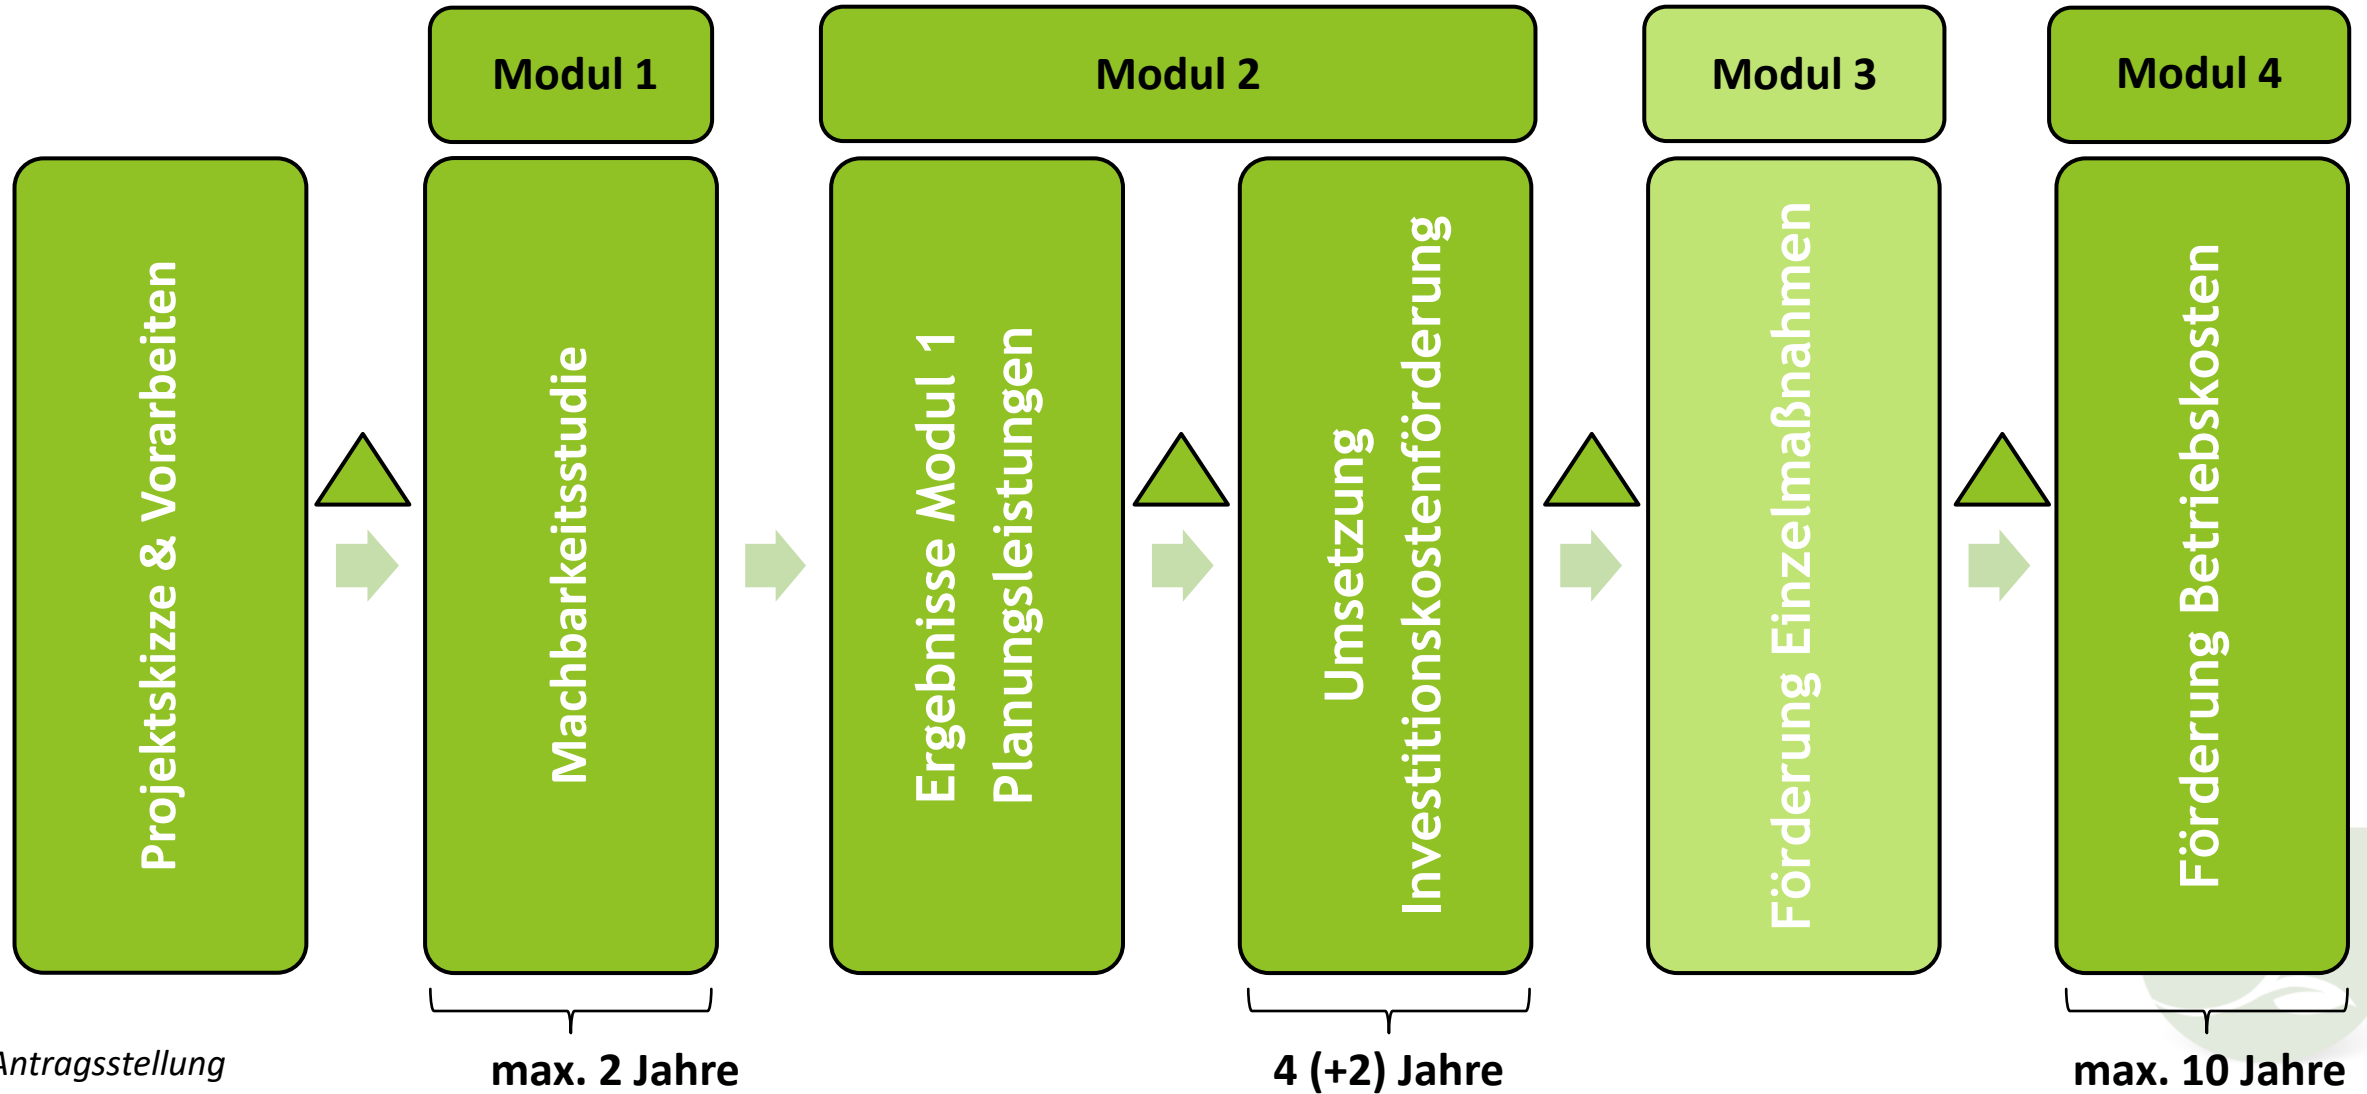 Modul 1
Modul 2
Modul 3
Modul 4
Projektskizze & Vorarbeiten
Machbarkeitsstudie
Ergebnisse Modul 1
Planungsleistungen
Umsetzung
Investitionskostenförderung
Förderung Einzelmaßnahmen
Förderung Betriebskosten
Antragsstellung
max. 2 Jahre
4 (+2) Jahre
max. 10 Jahre